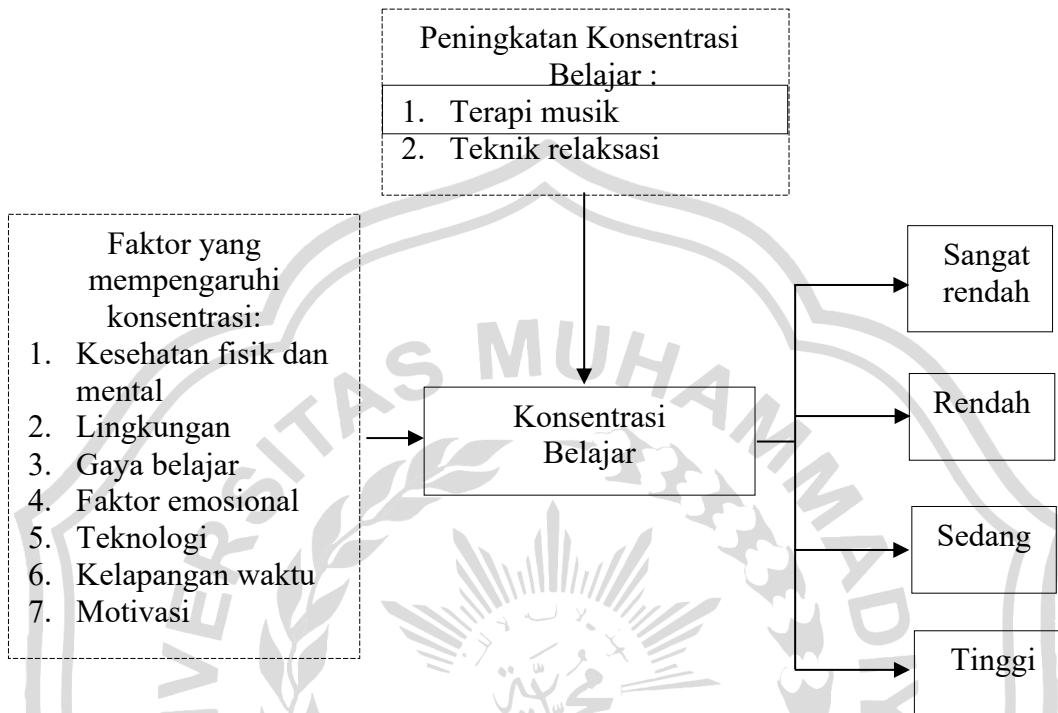 Peningkatan Konsentrasi
Belajar :
1. Terapi musik
2. Teknik relaksasi
Faktor yang
mempengaruhi
konsentrasi:
1. Kesehatan fisik dan
mental
2. Lingkungan
3. Gaya belajar
4. Faktor emosional
5. Teknologi
6. Kelapangan waktu
7. Motivasi
Konsentrasi
Belajar
Sangat
rendah
Rendah
Sedang
Tinggi
VERSITAS MUHAMMADIY